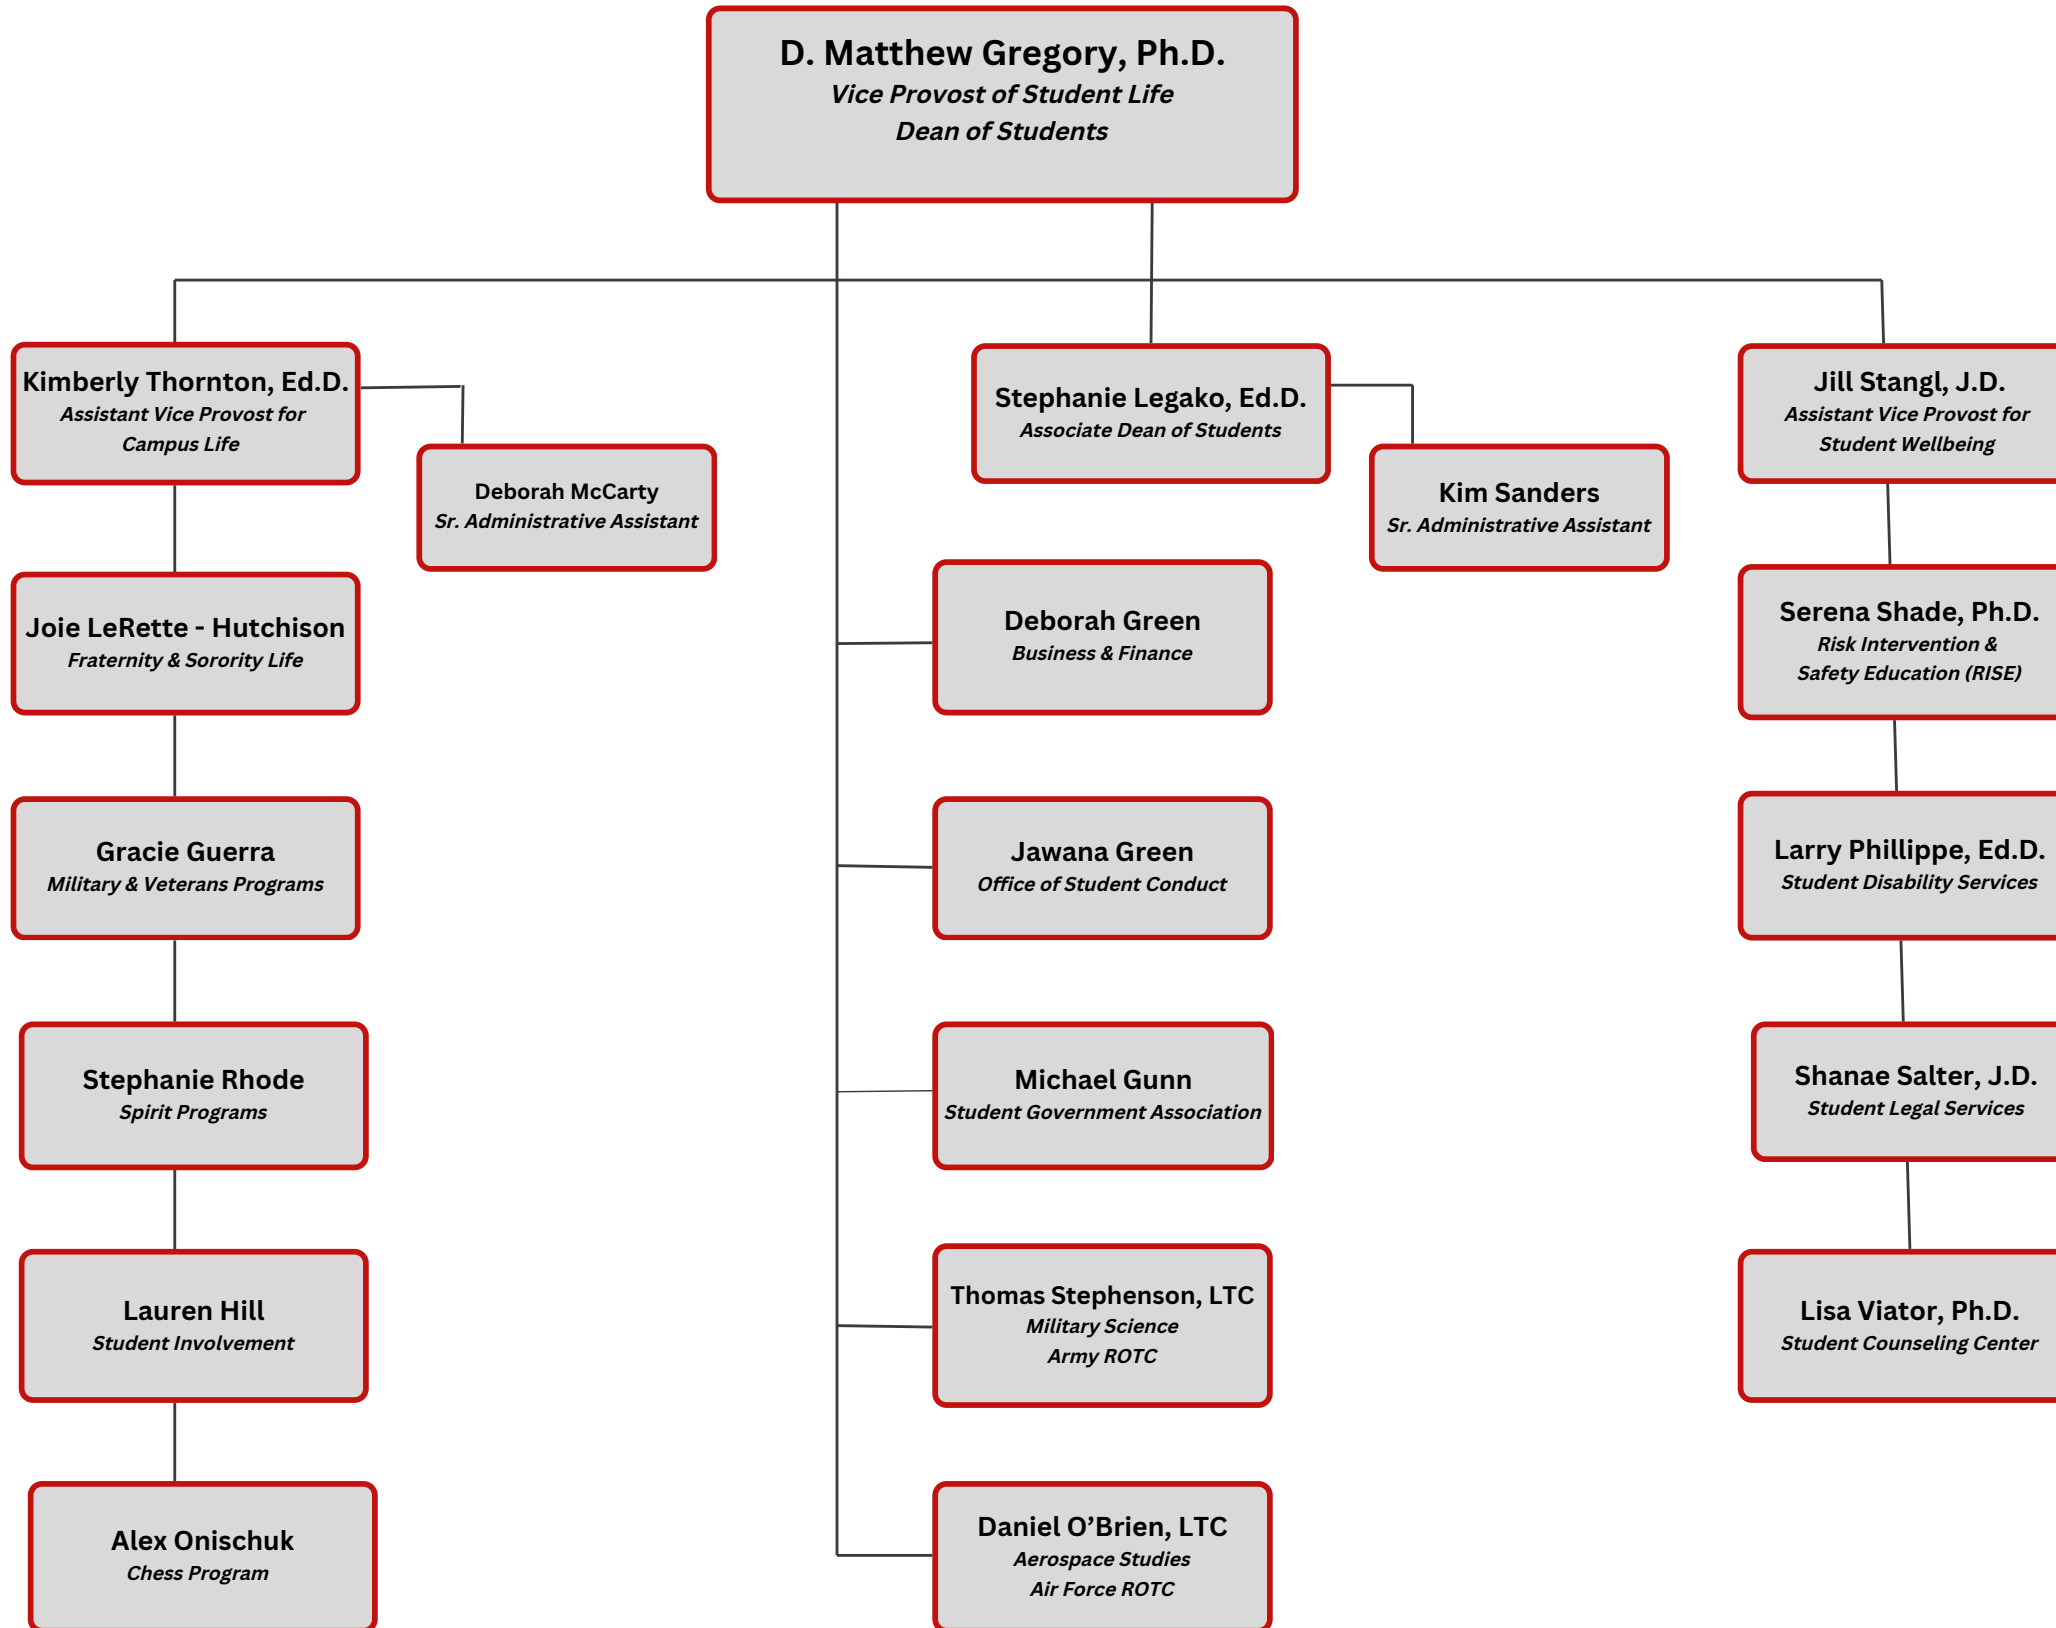 D. Matthew Gregory, Ph.D.
Vice Provost of Student Life
Dean of Students
Kimberly Thornton, Ed.D.
Assistant Vice Provost for
Campus Life
Deborah McCarty
Sr. Administrative Assistant
Joie LeRette - Hutchison
Fraternity & Sorority Life
Gracie Guerra
Military & Veterans Programs
Stephanie Rhode
Spirit Programs
Lauren Hill
Student Involvement
Alex Onischuk
Chess Program
Stephanie Legako, Ed.D.
Associate Dean of Students
Kim Sanders
Sr. Administrative Assistant
Deborah Green
Business & Finance
Jawana Green
Office of Student Conduct
Michael Gunn
Student Government Association
Thomas Stephenson, LTC
Military Science
Army ROTC
Daniel O’Brien, LTC
Aerospace Studies
Air Force ROTC
Jill Stangl, J.D.
Assistant Vice Provost for
Student Wellbeing
Serena Shade, Ph.D.
Risk Intervention &
Safety Education (RISE)
Larry Phillippe, Ed.D.
Student Disability Services
Shanae Salter, J.D.
Student Legal Services
Lisa Viator, Ph.D.
Student Counseling Center